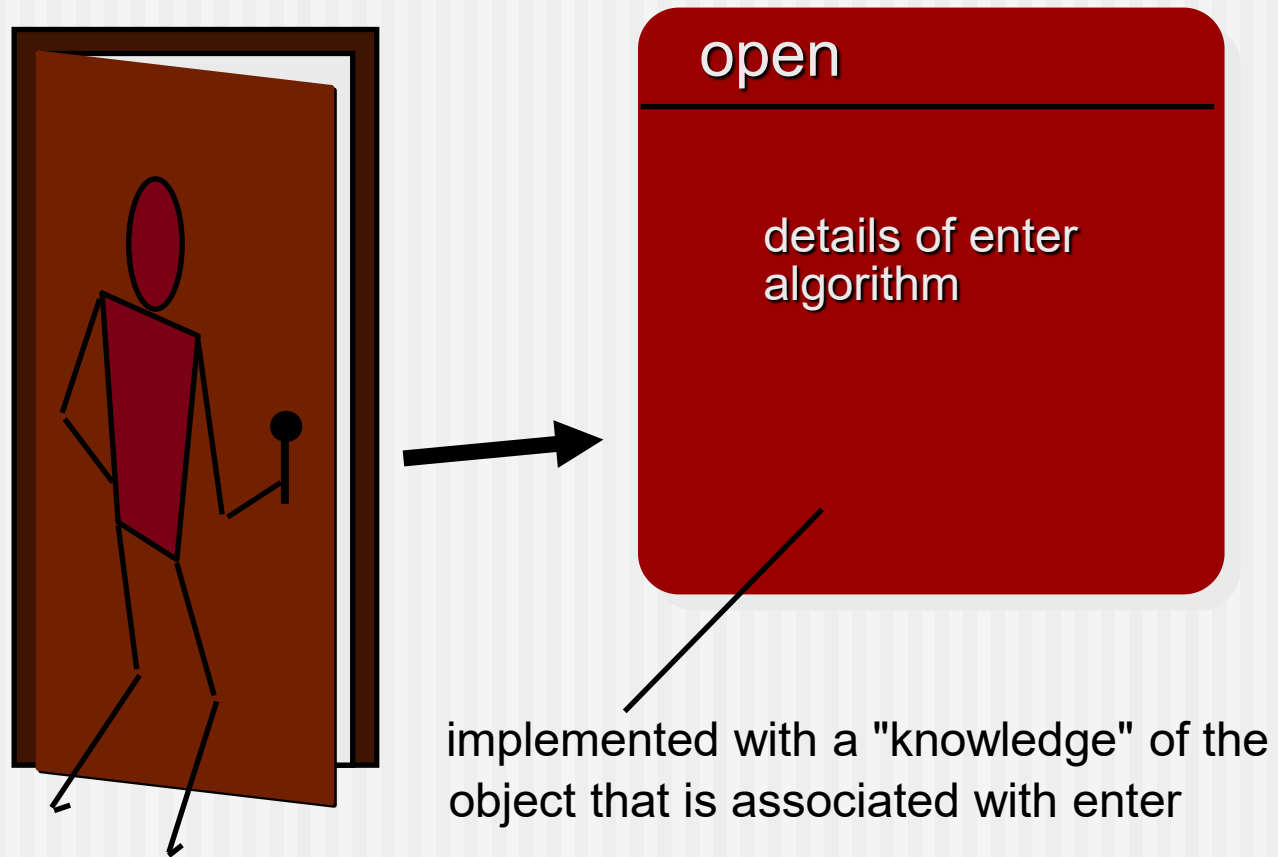 open
details of enter
algorithm
implemented with a "knowledge" of the
object that is associated with enter